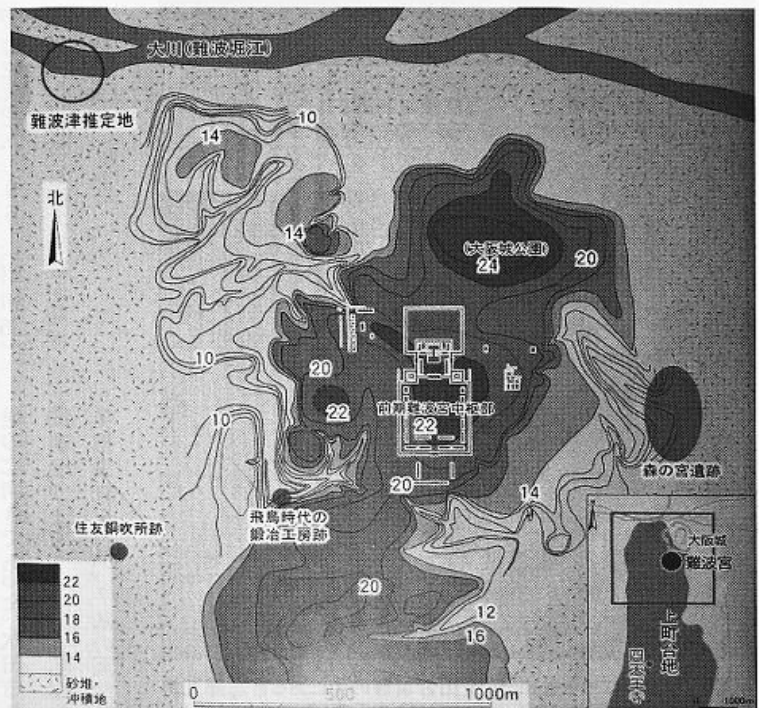 大川(難波堀江)
難波津推定地
10
14
北
14
(大阪城公園)
24
20
10
20
22
前期難波宮中枢部
22
10
20
14
森の宮遺跡
飛鳥時代の
鍛冶工房跡
住友銅吹所跡
20
12
16
22
20
18
16
14
砂堆・
沖積地
0 500 1000m
大阪城
難波宮
上町台地
四天王寺
1000m